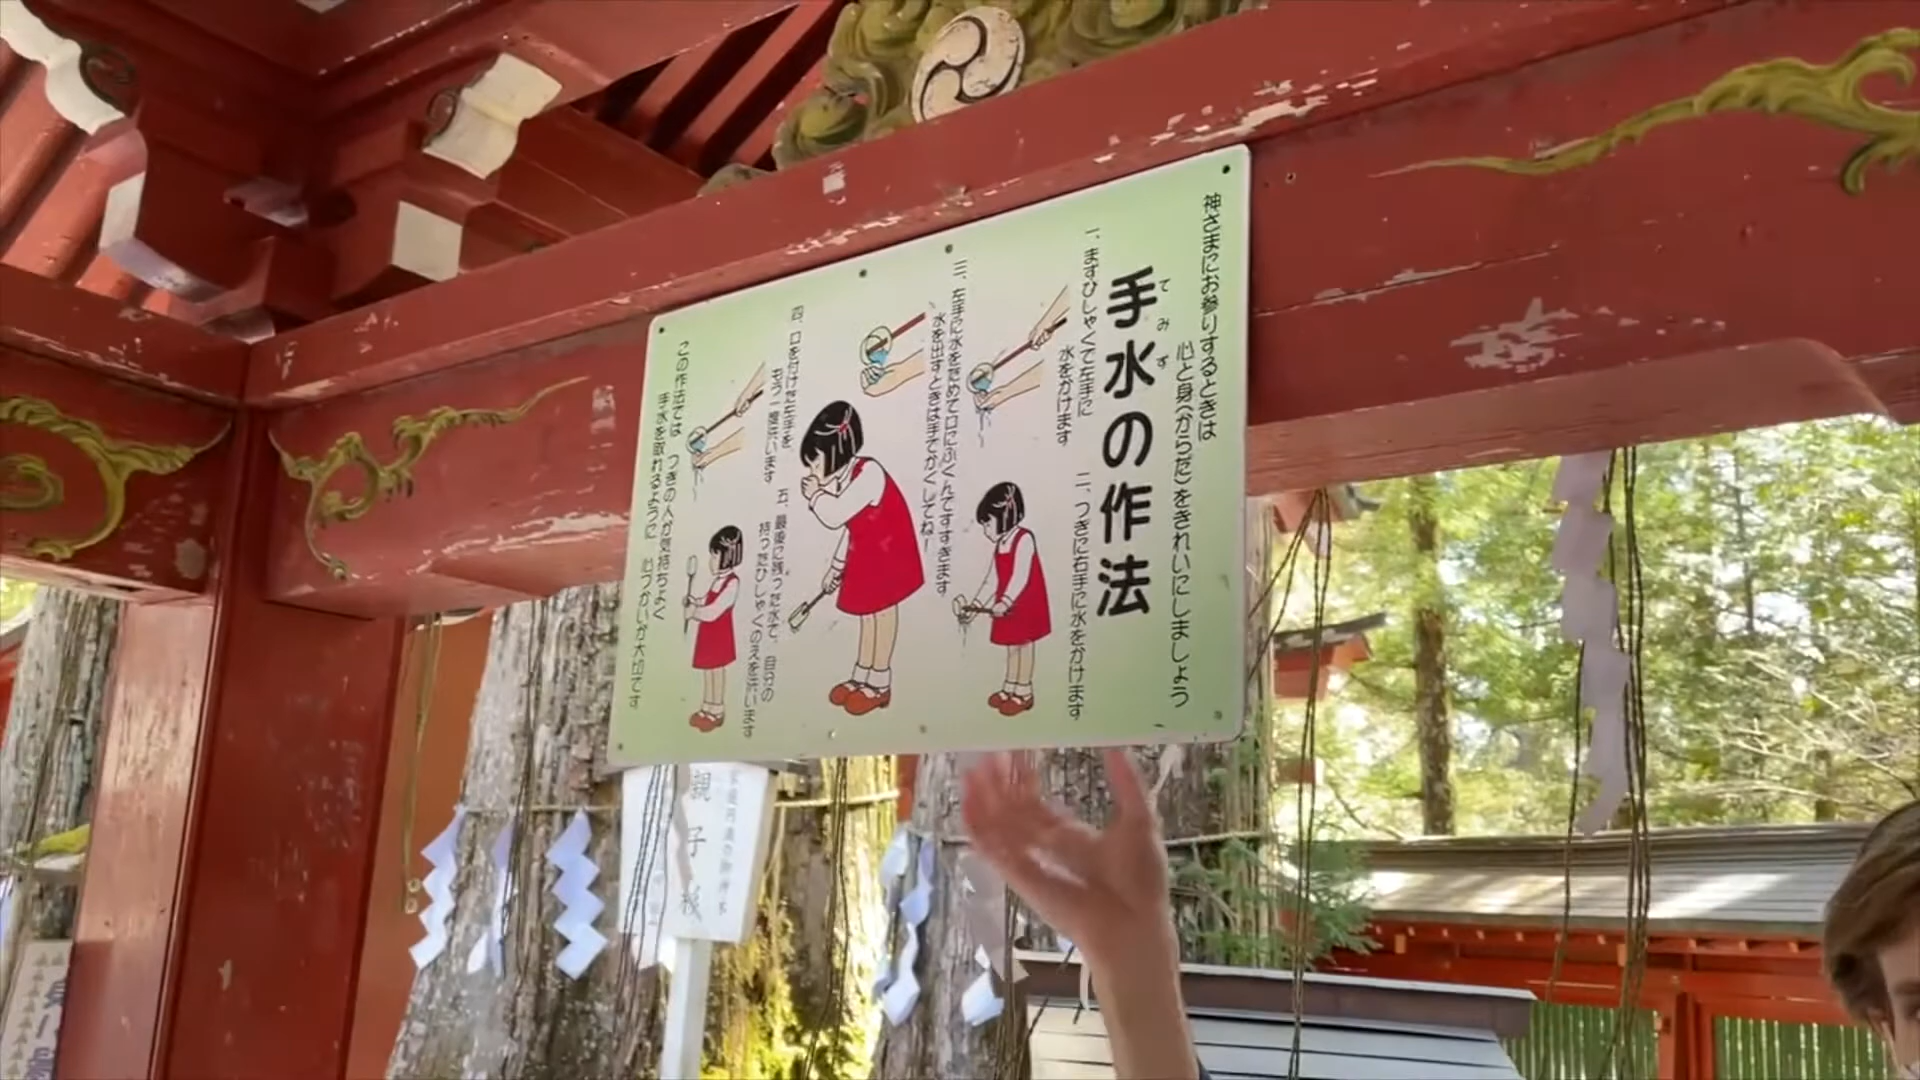 神さまにお参りするときは
心と身(からだ)をきれいにしましょう
てみず
手水の作法
一、まずひしゃくで左手に
水をかけます
二、つぎに右手に水をかけます
三、左手に水をためて口にふくんですすぎます
水を出すときは手でかくしてね!
四、口を付けた左手を
もう一度洗います
五、最後に残った水で、自分の
持ったひしゃくのえを洗います
この作法では つぎの人が気持ちよく
手水を取れるように 心づかいが大切です
親子杉